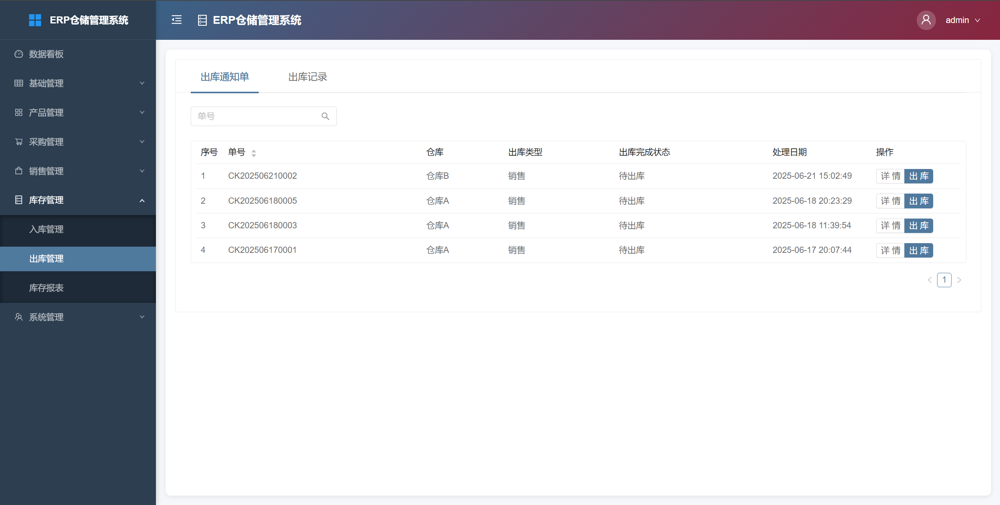 ERP仓储管理系统
ERP仓储管理系统
admin
数据看板
基础管理
产品管理
采购管理
销售管理
库存管理
入库管理
出库管理
库存报表
系统管理
出库通知单 出库记录
单号
序号 单号 仓库 出库类型 出库完成状态 处理日期 操作
1 CK202506210002 仓库B 销售 待出库 2025-06-21 15:02:49 详情 出库
2 CK202506180005 仓库A 销售 待出库 2025-06-18 20:23:29 详情 出库
3 CK202506180003 仓库A 销售 待出库 2025-06-18 11:39:54 详情 出库
4 CK202506170001 仓库A 销售 待出库 2025-06-17 20:07:44 详情 出库
1